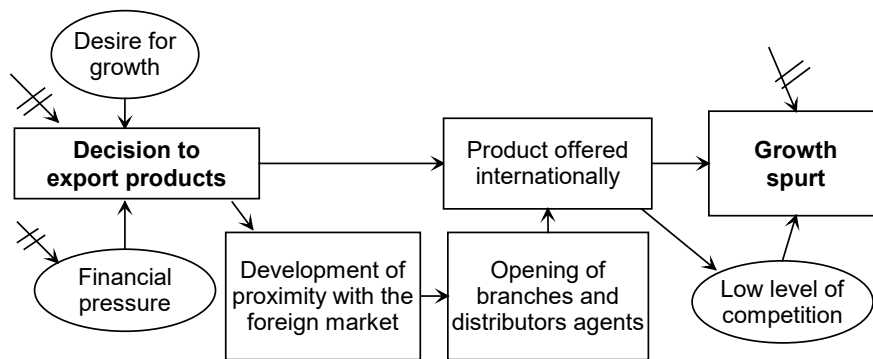 Desire for
growth
Decision to
export products
Product offered
internationally
Growth
spurt
Financial
pressure
Development of
proximity with the
foreign market
Opening of
branches and
distributors agents
Low level of
competition